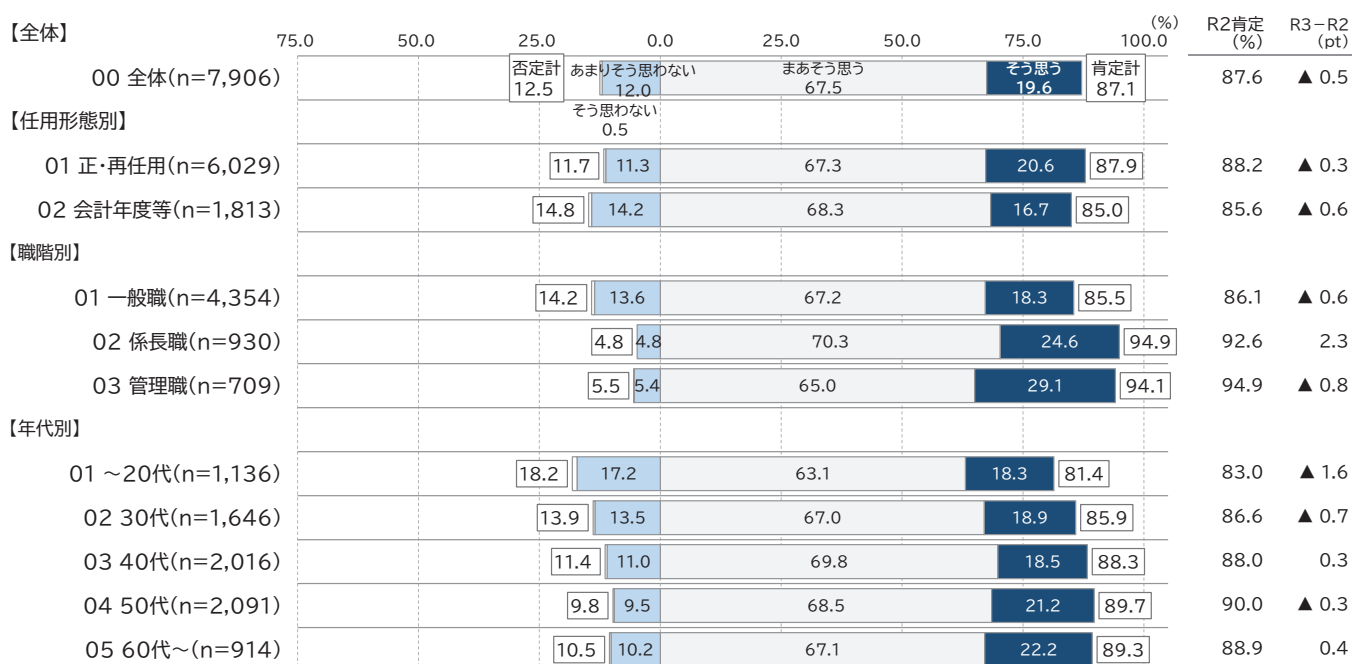 【全体】 75.0 50.0 25.0 0.0 25.0 50.0 75.0 100.0 (%) R2肯定(%) R3-R2(pt)
00 全体(n=7,906) 否定計 12.5 あまりそう思わない 12.0 まあそう思う 67.5 そう思う 19.6 肯定計 87.1 87.6 ▲ 0.5
そう思わない 0.5
【任用形態別】
01 正・再任用(n=6,029) 11.7 11.3 67.3 20.6 87.9 88.2 ▲ 0.3
02 会計年度等(n=1,813) 14.8 14.2 68.3 16.7 85.0 85.6 ▲ 0.6
【職階別】
01 一般職(n=4,354) 14.2 13.6 67.2 18.3 85.5 86.1 ▲ 0.6
02 係長職(n=930) 4.8 4.8 70.3 24.6 94.9 92.6 2.3
03 管理職(n=709) 5.5 5.4 65.0 29.1 94.1 94.9 ▲ 0.8
【年代別】
01 ～20代(n=1,136) 18.2 17.2 63.1 18.3 81.4 83.0 ▲ 1.6
02 30代(n=1,646) 13.9 13.5 67.0 18.9 85.9 86.6 ▲ 0.7
03 40代(n=2,016) 11.4 11.0 69.8 18.5 88.3 88.0 0.3
04 50代(n=2,091) 9.8 9.5 68.5 21.2 89.7 90.0 ▲ 0.3
05 60代～(n=914) 10.5 10.2 67.1 22.2 89.3 88.9 0.4